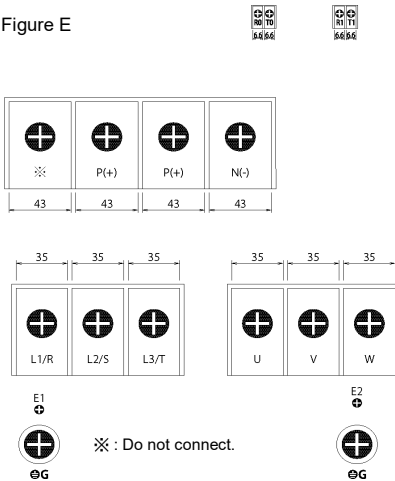 Figure E
R0 T0 R1 T1
6.6 6.6 6.6 6.6
※ P(+) P(+) N(-)
43 43 43 43
35 35 35 35 35 35
L1/R L2/S L3/T U V W
E1 E2
※ : Do not connect.
G G